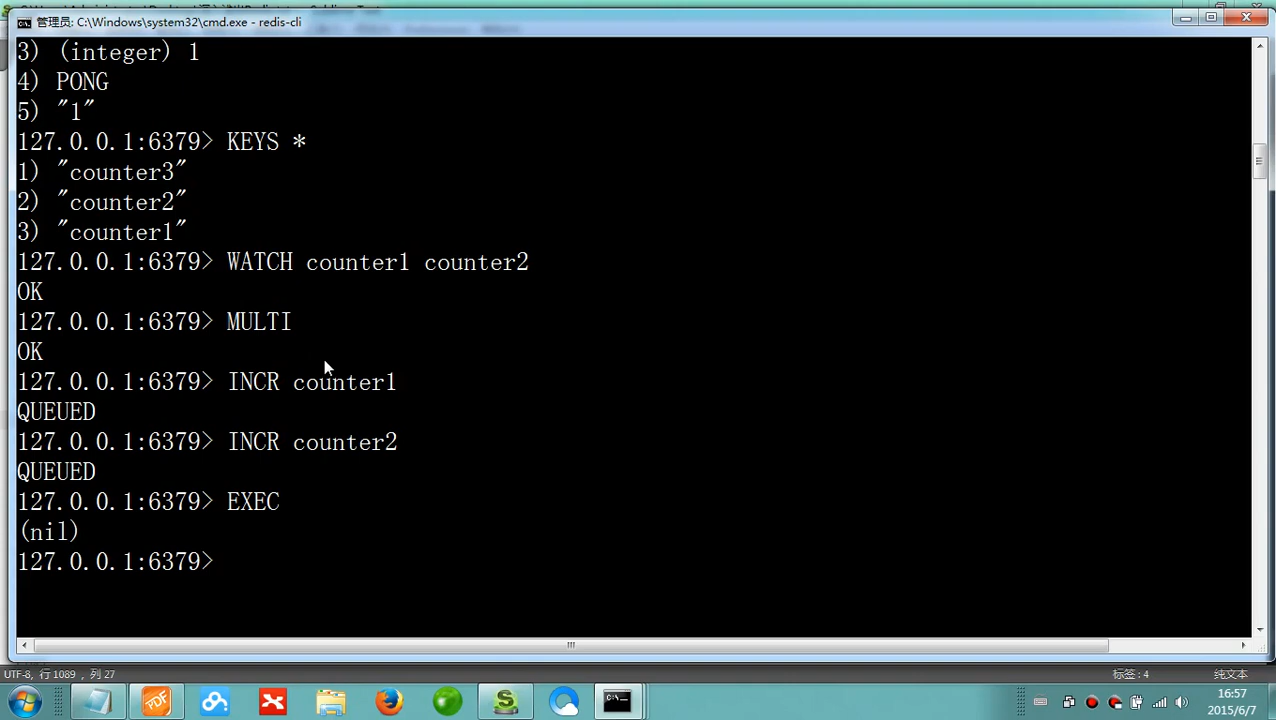 管理员: C:\Windows\system32\cmd.exe - redis-cli
3) (integer) 1
4) PONG
5) "1"
127.0.0.1:6379> KEYS *
1) "counter3"
2) "counter2"
3) "counter1"
127.0.0.1:6379> WATCH counter1 counter2
OK
127.0.0.1:6379> MULTI
OK
127.0.0.1:6379> INCR counter1
QUEUED
127.0.0.1:6379> INCR counter2
QUEUED
127.0.0.1:6379> EXEC
(nil)
127.0.0.1:6379>
UTF-8, 行 1089 , 列 27
标签: 4
纯文本
PDF
16:57
2015/6/7